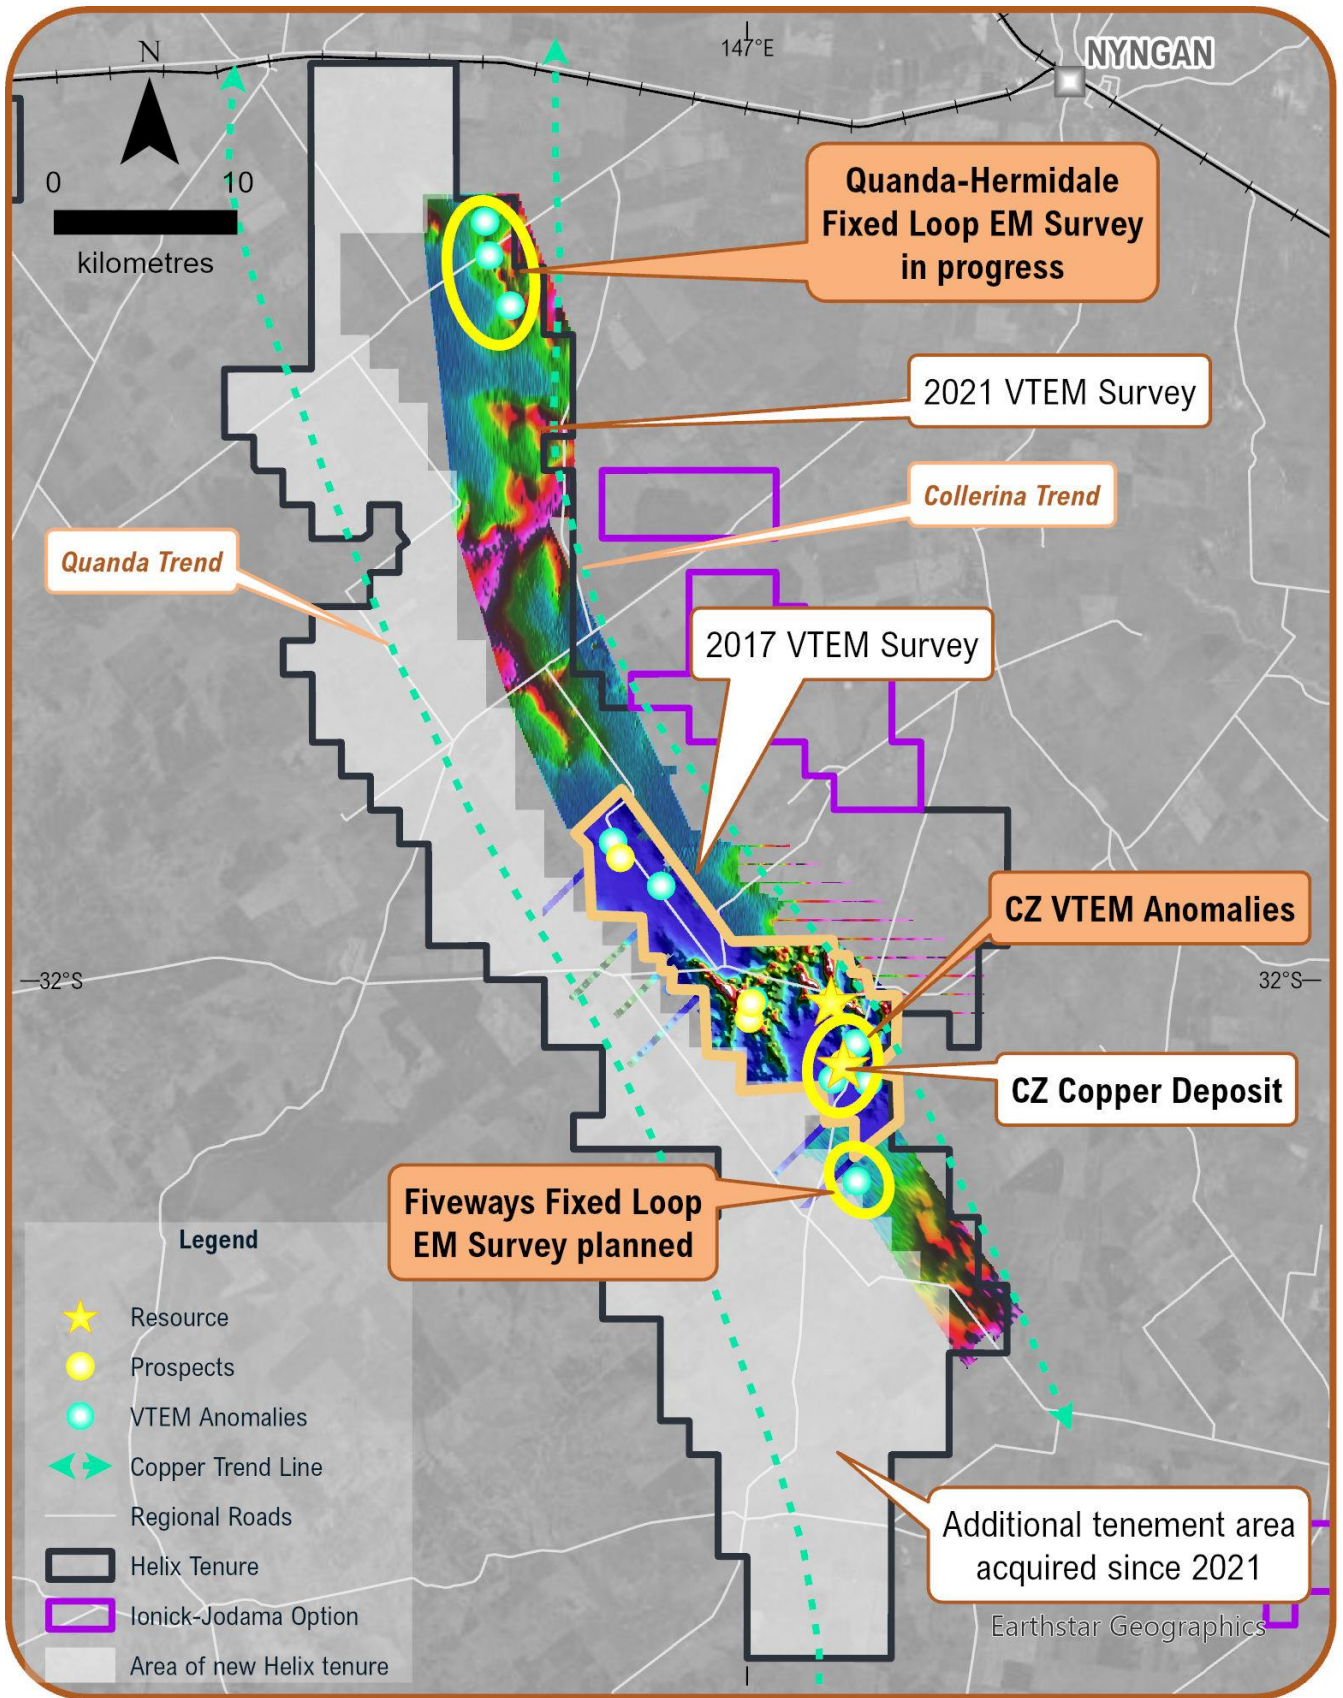 147°E
NYNGAN
N
0
10
kilometres
Quanda-Hermidale
Fixed Loop EM Survey
in progress
2021 VTEM Survey
Collerina Trend
Quanda Trend
2017 VTEM Survey
CZ VTEM Anomalies
32°S
32°S
CZ Copper Deposit
Fiveways Fixed Loop
EM Survey planned
Legend
Resource
Prospects
VTEM Anomalies
Copper Trend Line
Regional Roads
Helix Tenure
Ionick-Jodama Option
Area of new Helix tenure
Additional tenement area
acquired since 2021
Earthstar Geographics